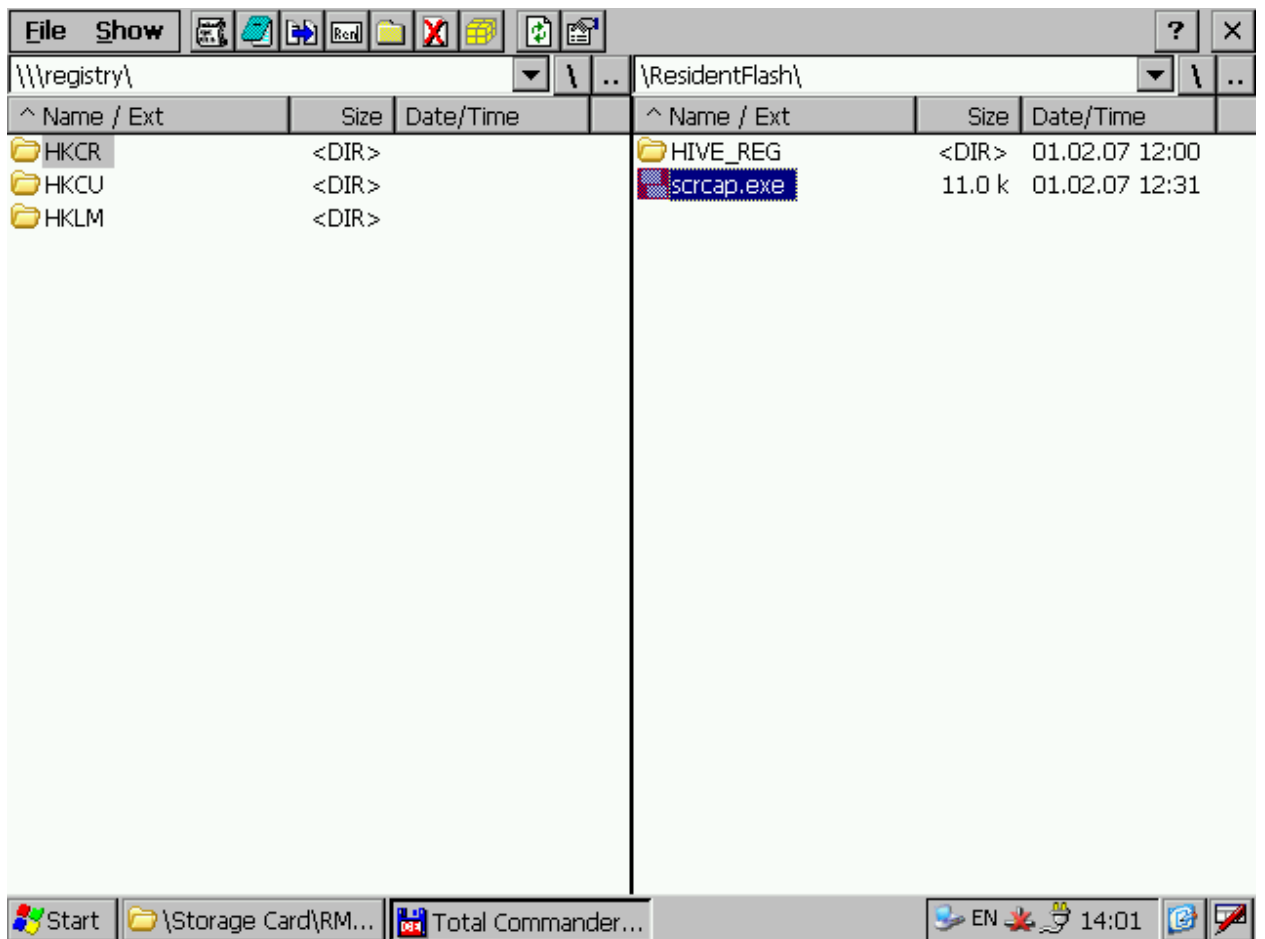 File Show Ren ?
\\\registry\ \ .. \ResidentFlash\ \ ..
^ Name / Ext Size Date/Time ^ Name / Ext Size Date/Time
HKCR <DIR> HIVE_REG <DIR> 01.02.07 12:00
HKCU <DIR> scrcap.exe 11.0 k 01.02.07 12:31
HKLM <DIR>
Start \Storage Card\RM... Total Commander... EN 14:01